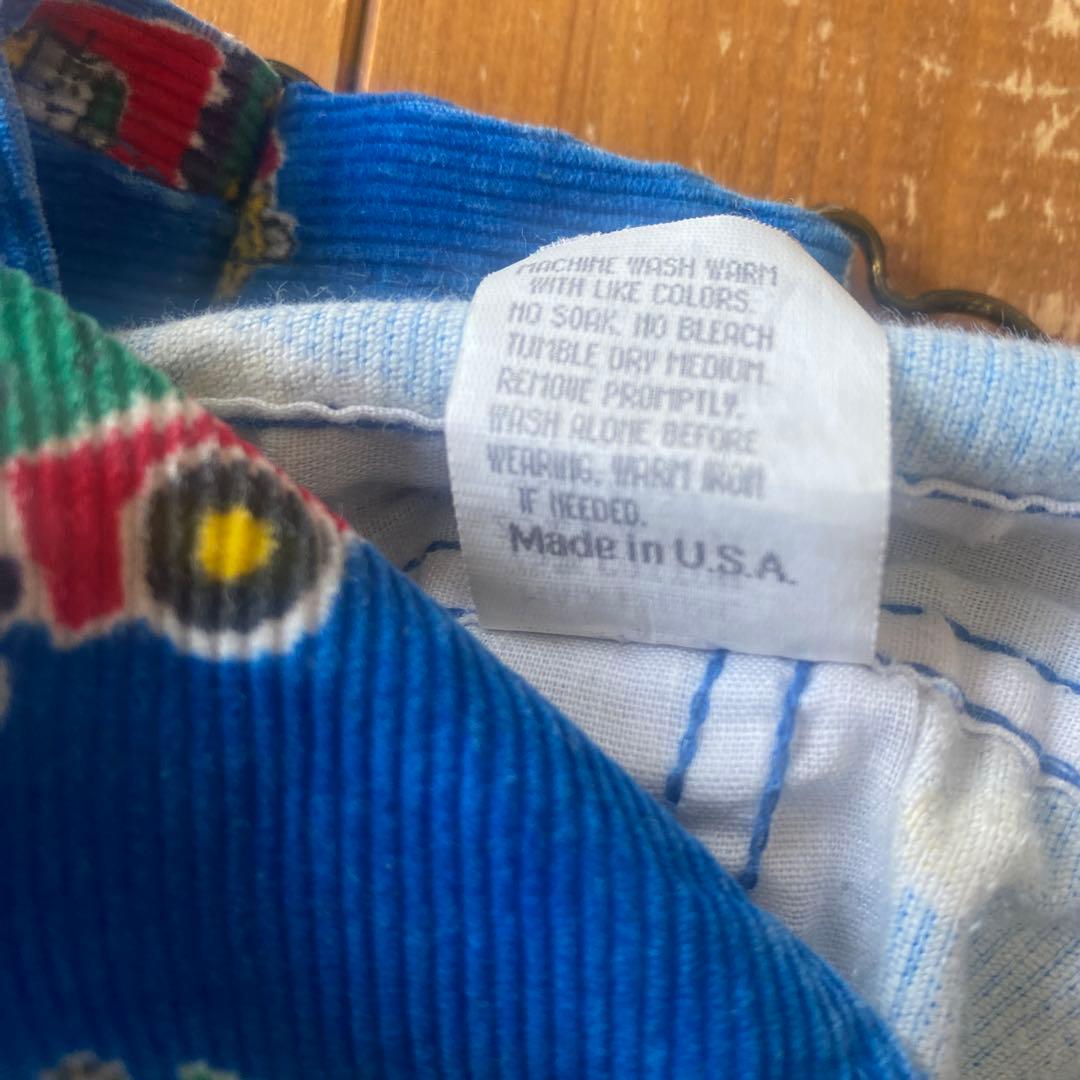 MACHINE WASH WARM
WITH LIKE COLORS.
NO SOAK. NO BLEACH
TUMBLE DRY MEDIUM.
REMOVE PROMPTLY.
WASH ALONE BEFORE
WEARING. WARM IRON
IF NEEDED.
Made in U.S.A.